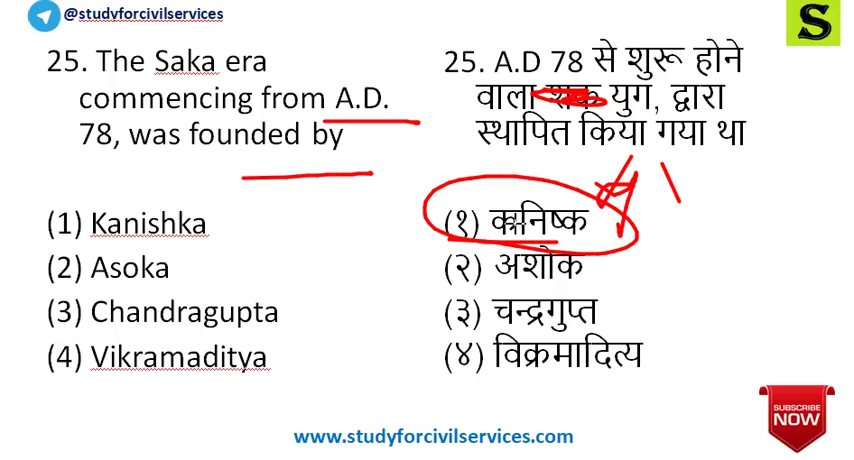 @studyforcivilservices
S
25. The Saka era
commencing from A.D.
78, was founded by
(1) Kanishka
(2) Asoka
(3) Chandragupta
(4) Vikramaditya
25. A.D 78 से शुरू होने
वाला शक युग, द्वारा
स्थापित किया गया था
(१) कनिष्क
(२) अशोक
(३) चन्द्रगुप्त
(४) विक्रमादित्य
SUBSCRIBE
NOW
www.studyforcivilservices.com